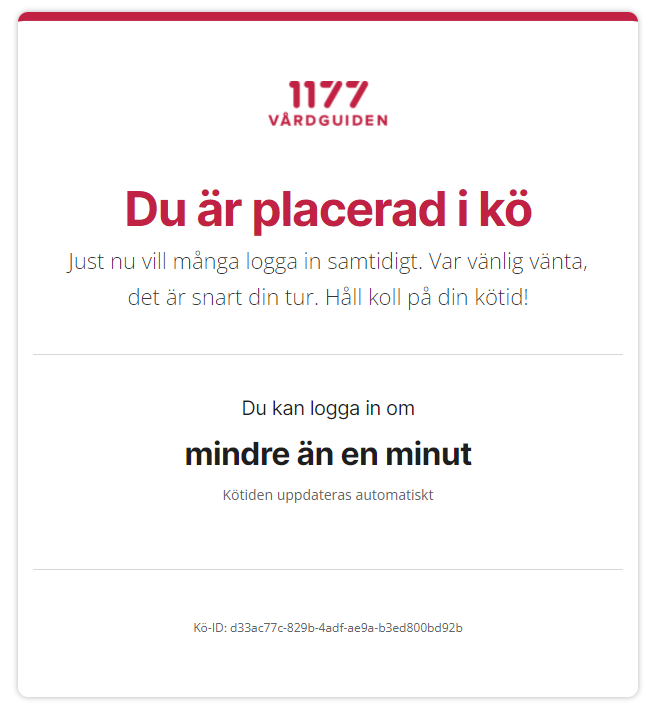 1177
VÅRDGUIDEN
Du är placerad i kö
Just nu vill många logga in samtidigt. Var vänlig vänta,
det är snart din tur. Håll koll på din kötid!
Du kan logga in om
mindre än en minut
Kötiden uppdateras automatiskt
Kö-ID: d33ac77c-829b-4adf-ae9a-b3ed800bd92b